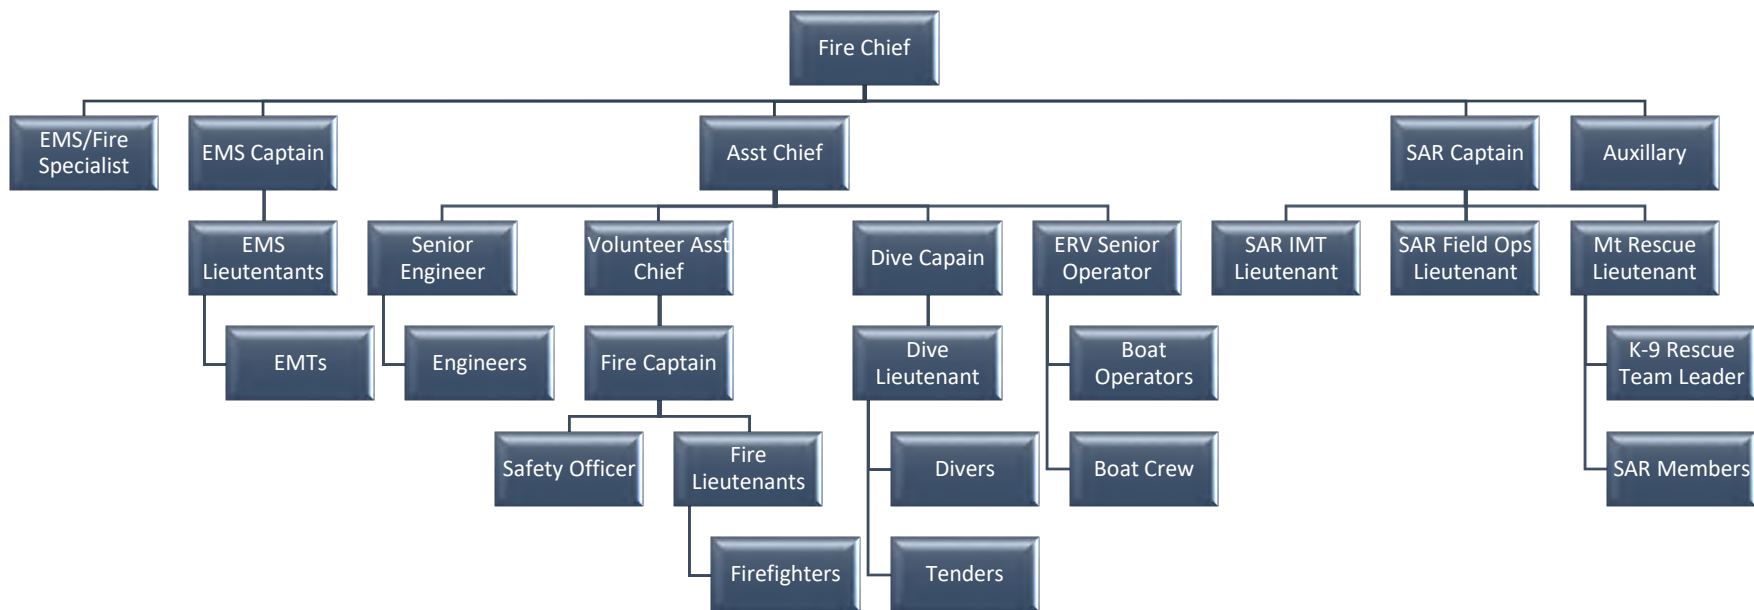 Fire Chief
EMS/Fire
Specialist
EMS Captain
Asst Chief
SAR Captain
Auxillary
EMS
Lieutentants
Senior
Engineer
Volunteer Asst
Chief
Dive Capain
ERV Senior
Operator
SAR IMT
Lieutenant
SAR Field Ops
Lieutenant
Mt Rescue
Lieutenant
EMTs
Engineers
Fire Captain
Dive
Lieutenant
Boat
Operators
K-9 Rescue
Team Leader
Safety Officer
Fire
Lieutenants
Divers
Boat Crew
SAR Members
Firefighters
Tenders